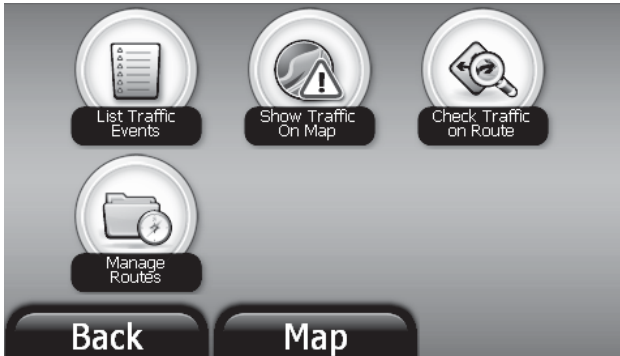 List Traffic
Events
Show Traffic
On Map
Check Traffic
on Route
Manage
Routes
Back
Map